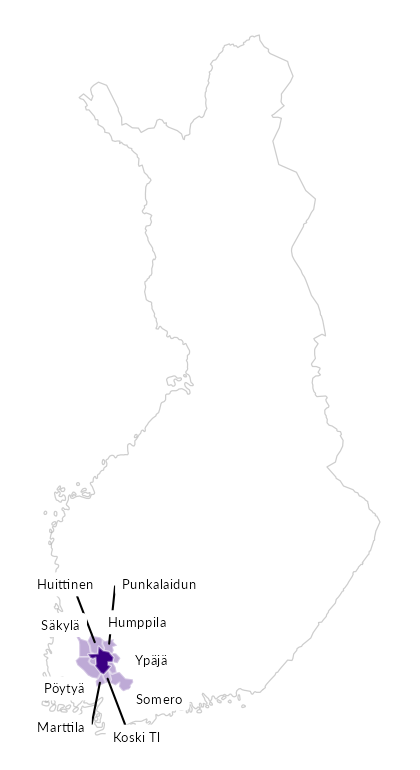 Huittinen
Punkalaidun
Säkylä
Humppila
Ypäjä
Pöytyä
Somero
Marttila
Koski Tl